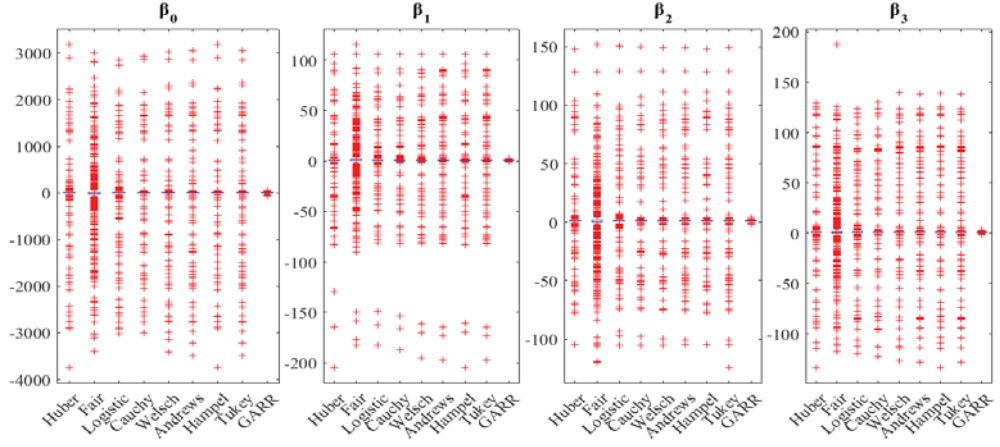 β0 β1 β2 β3
3000 100 150 200
2000 50 100 150
1000 0 50 100
0 -50 0 50
-1000 -100 -50 0
-2000 -150 -100 -50
-3000 -200 -100
-4000
Huber Fair Logistic Cauchy Welsch Andrews Hampel Tukey GARR
Huber Fair Logistic Cauchy Welsch Andrews Hampel Tukey GARR
Huber Fair Logistic Cauchy Welsch Andrews Hampel Tukey GARR
Huber Fair Logistic Cauchy Welsch Andrews Hampel Tukey GARR